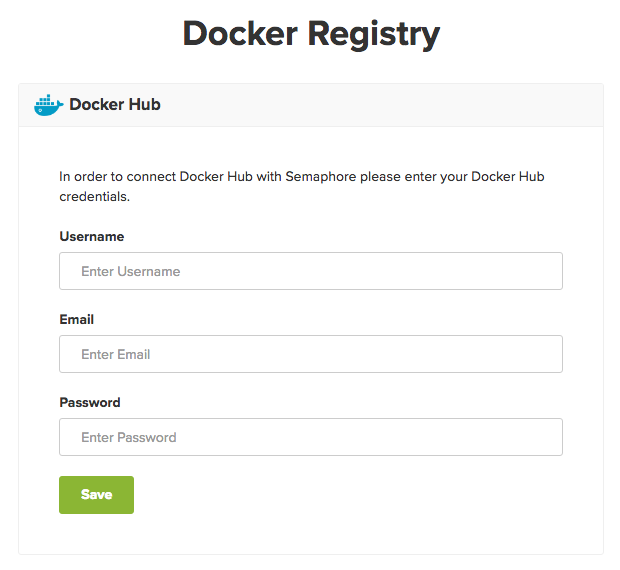 Docker Registry
Docker Hub
In order to connect Docker Hub with Semaphore please enter your Docker Hub
credentials.
Username
Enter Username
Email
Enter Email
Password
Enter Password
Save